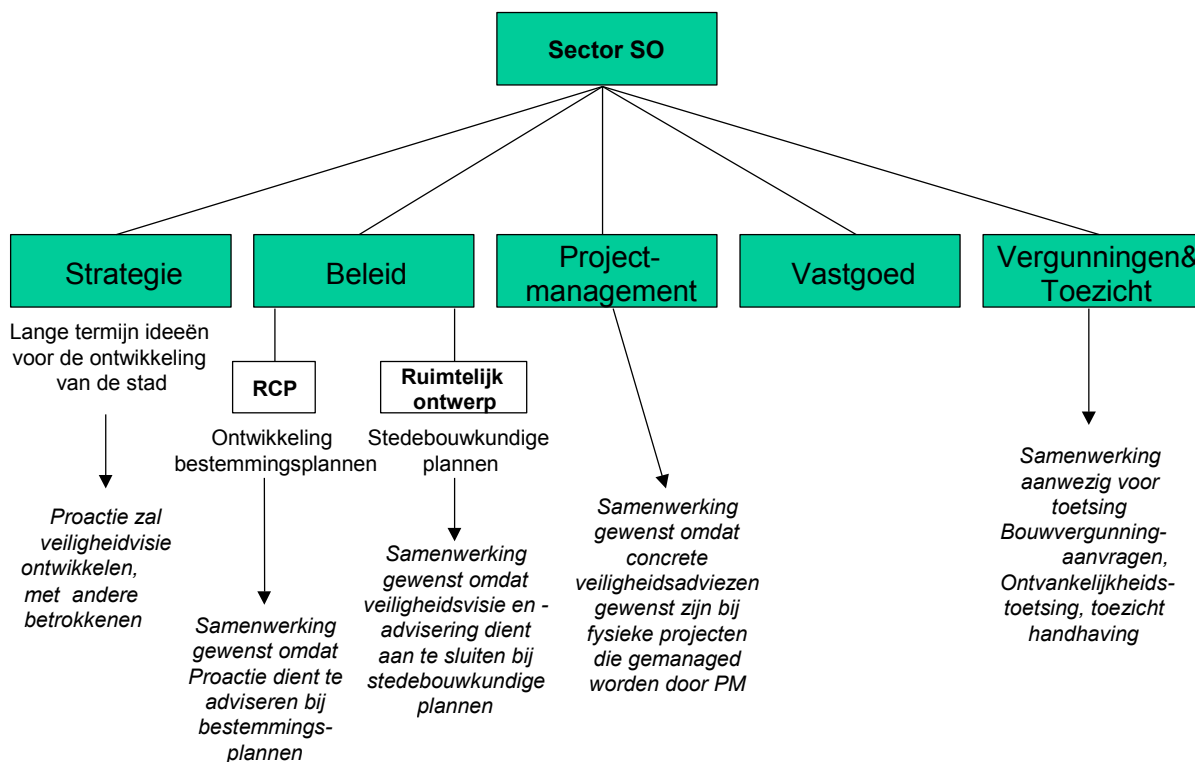 Sector SO
Strategie
Beleid
Project-
management
Vastgoed
Vergunningen&
Toezicht
Lange termijn ideeën
voor de ontwikkeling
van de stad
Proactie zal
veiligheidvisie
ontwikkelen,
met andere
betrokkenen
RCP
Ontwikkeling
bestemmingsplannen
Samenwerking
gewenst omdat
Proactie dient te
adviseren bij
bestemmings-
plannen
Ruimtelijk
ontwerp
Stedebouwkundige
plannen
Samenwerking
gewenst omdat
veiligheidsvisie en -
advisering dient
aan te sluiten bij
stedebouwkundige
plannen
Samenwerking
gewenst omdat
concrete
veiligheidsadviezen
gewenst zijn bij
fysieke projecten
die gemanaged
worden door PM
Samenwerking
aanwezig voor
toetsing
Bouwvergunning-
aanvragen,
Ontvankelijkheids-
toetsing, toezicht
handhaving